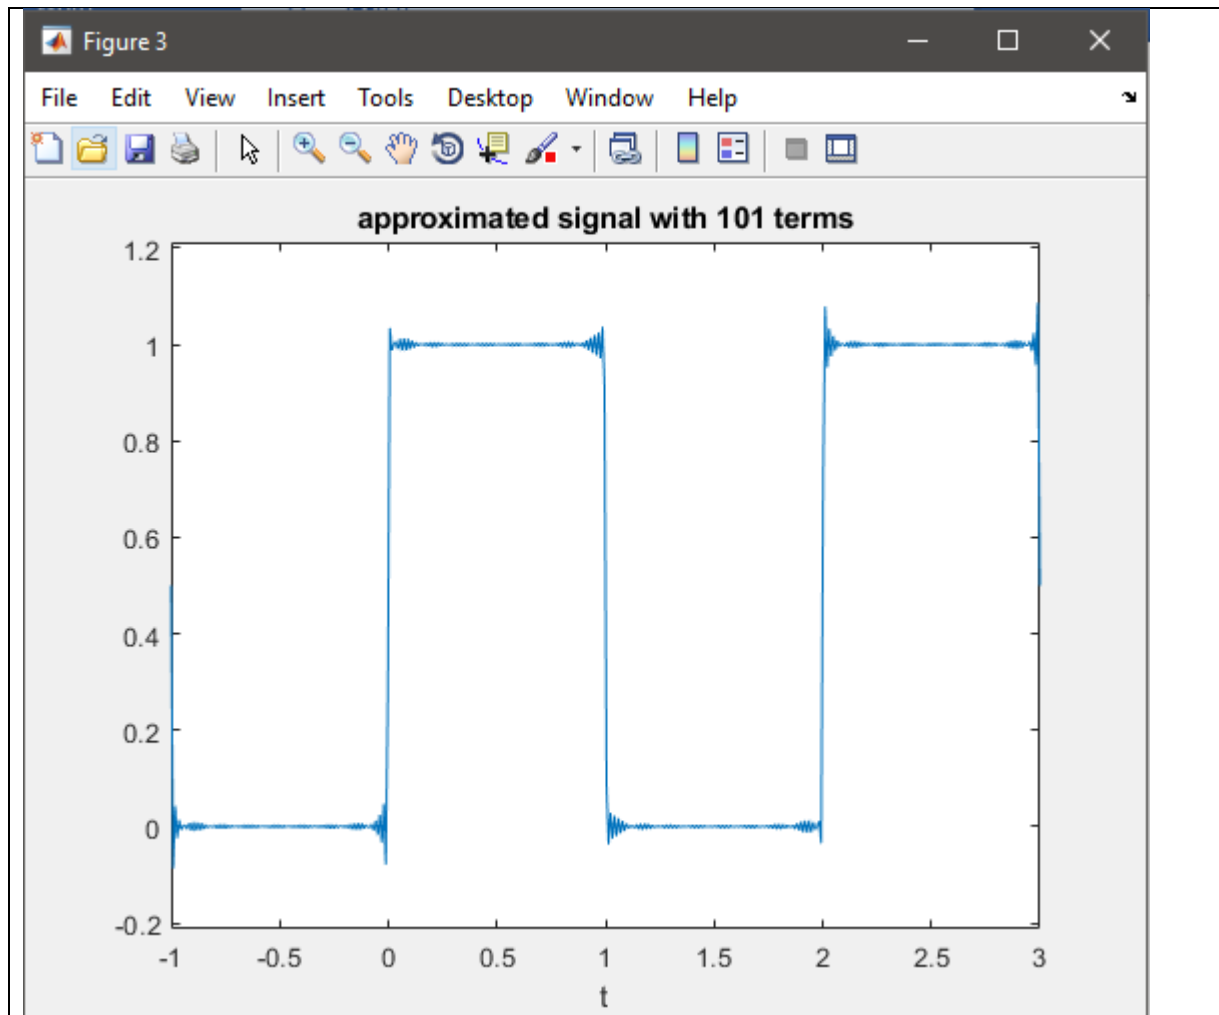 Figure 3
File Edit View Insert Tools Desktop Window Help
approximated signal with 101 terms
1.2
1
0.8
0.6
0.4
0.2
0
-0.2
-1 -0.5 0 0.5 1 1.5 2 2.5 3
t